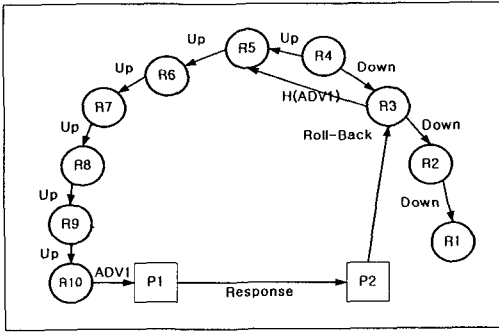 Up
R5
Up
R4
Up
R6
Down
H(ADV1)
R7
R3
Up
Roll-Back
Down
R8
R2
Up
Down
R9
R1
Up
R10
ADV1
P1
Response
P2